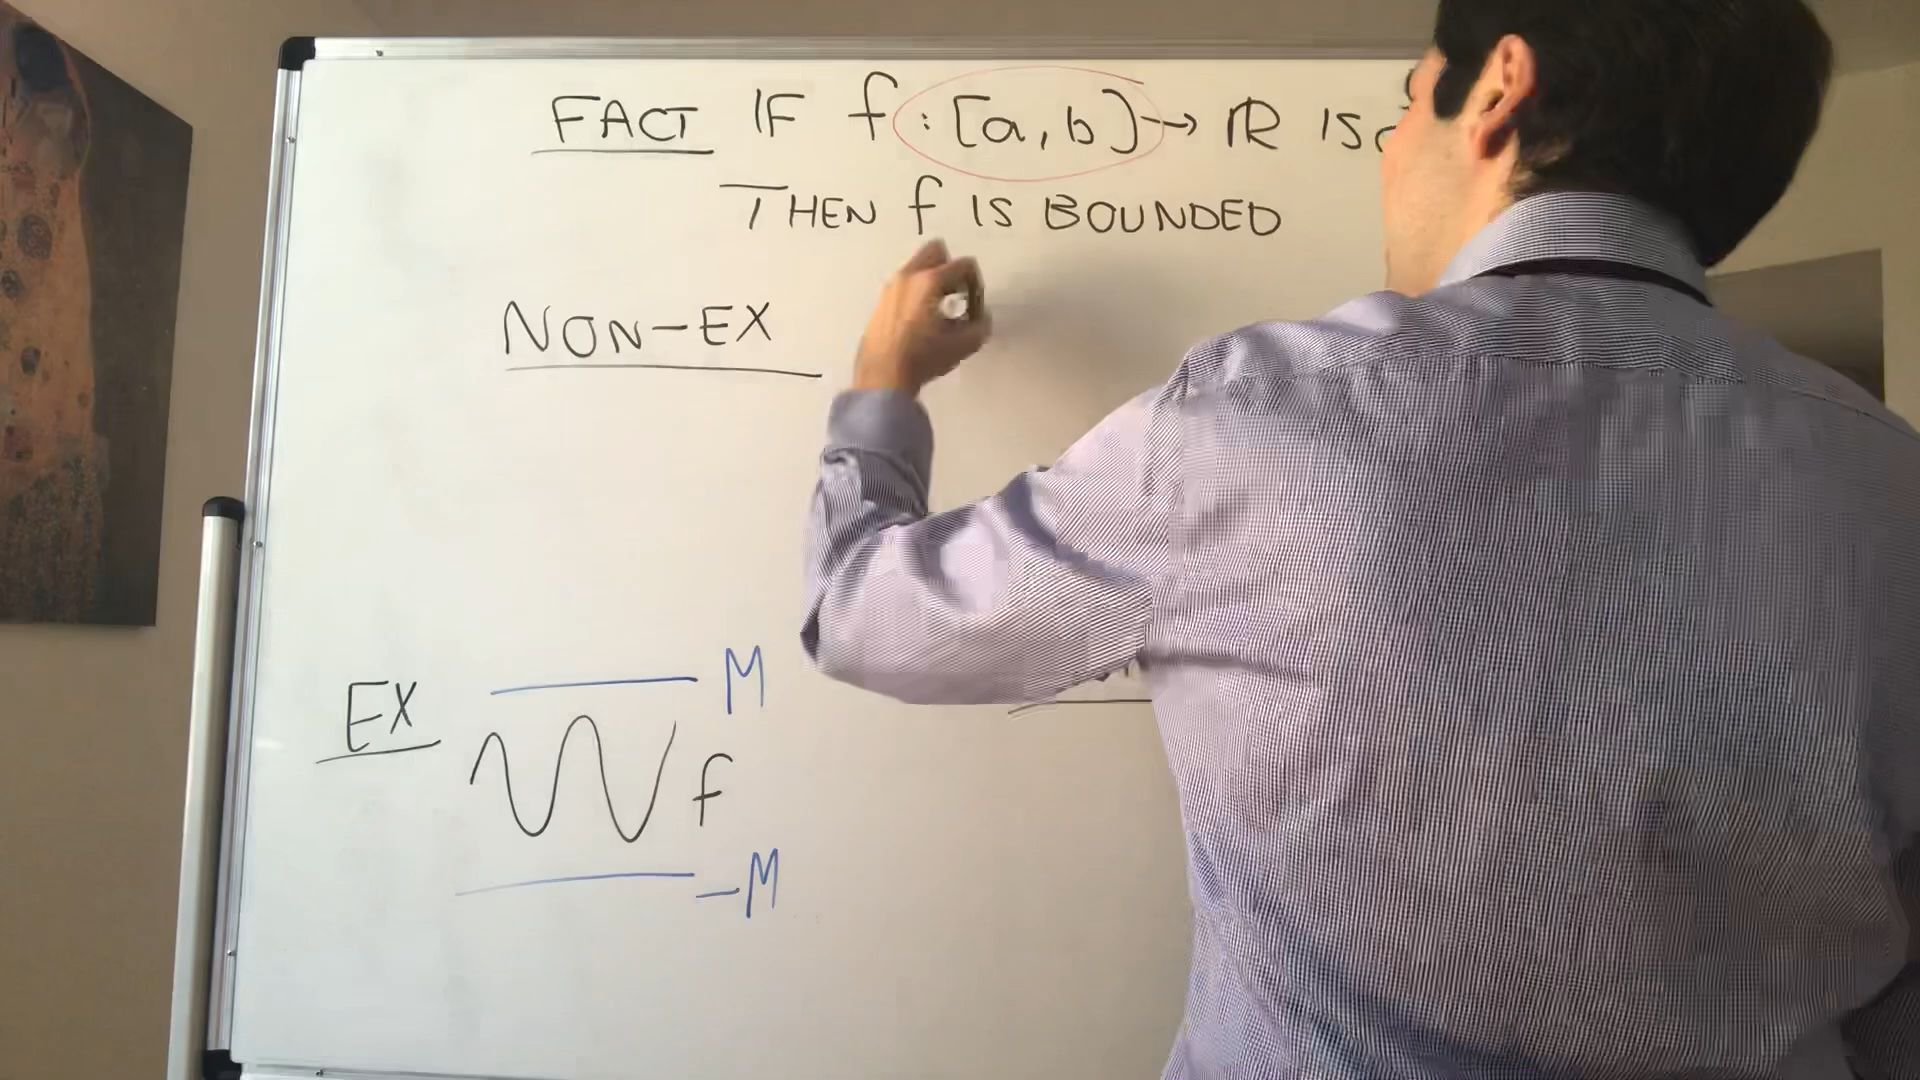 FACT IF f : [a, b] → ℝ IS
THEN f IS BOUNDED
NON-EX
M
EX
f
-M